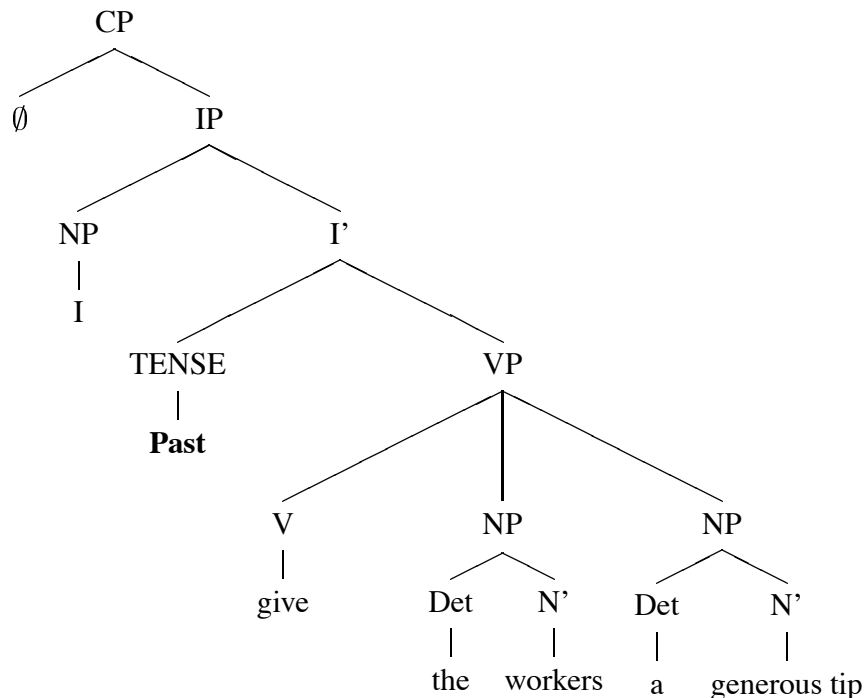 CP
∅ IP
NP I’
I
TENSE VP
Past
V NP NP
give Det N’ Det N’
the workers a generous tip